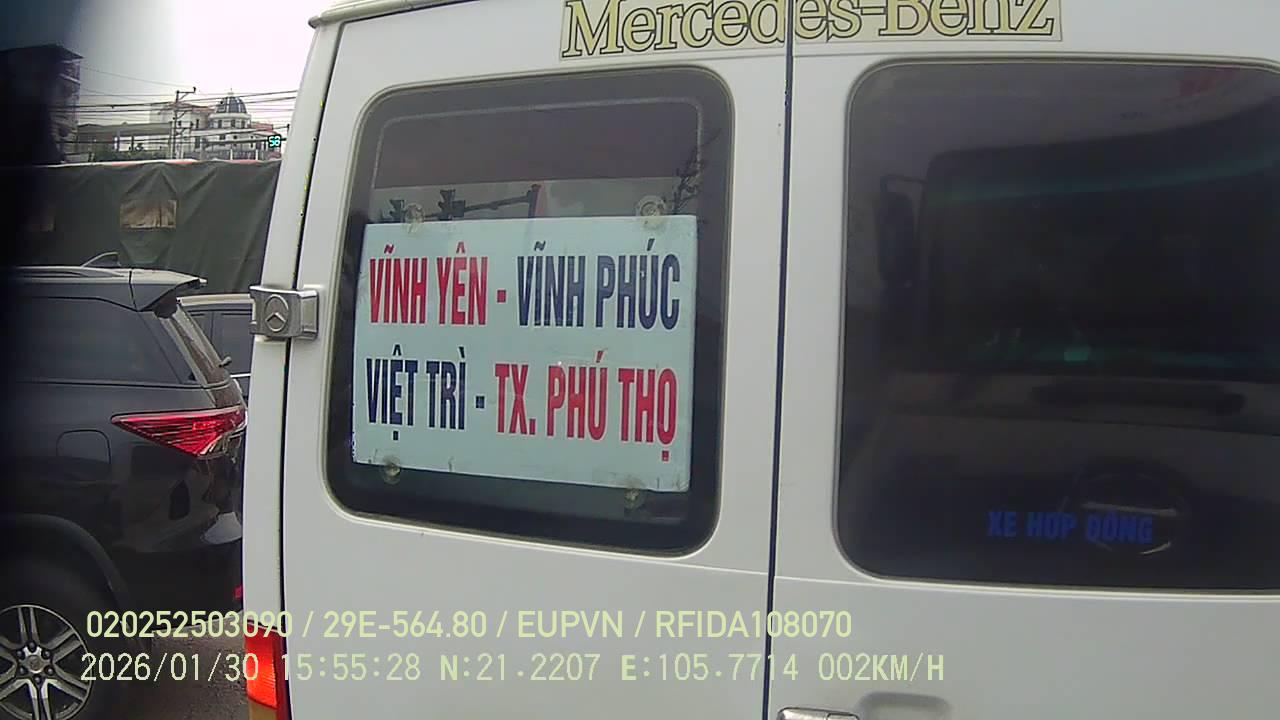 Mercedes-Benz
58
VĨNH YÊN - VĨNH PHÚC
VIỆT TRÌ - TX. PHÚ THỌ
XE HỢP ĐỒNG
020252503090 / 29E-564.80 / EUPVN / RFIDA108070
2026/01/30 15:55:28 N:21.2207 E:105.7714 002KM/H